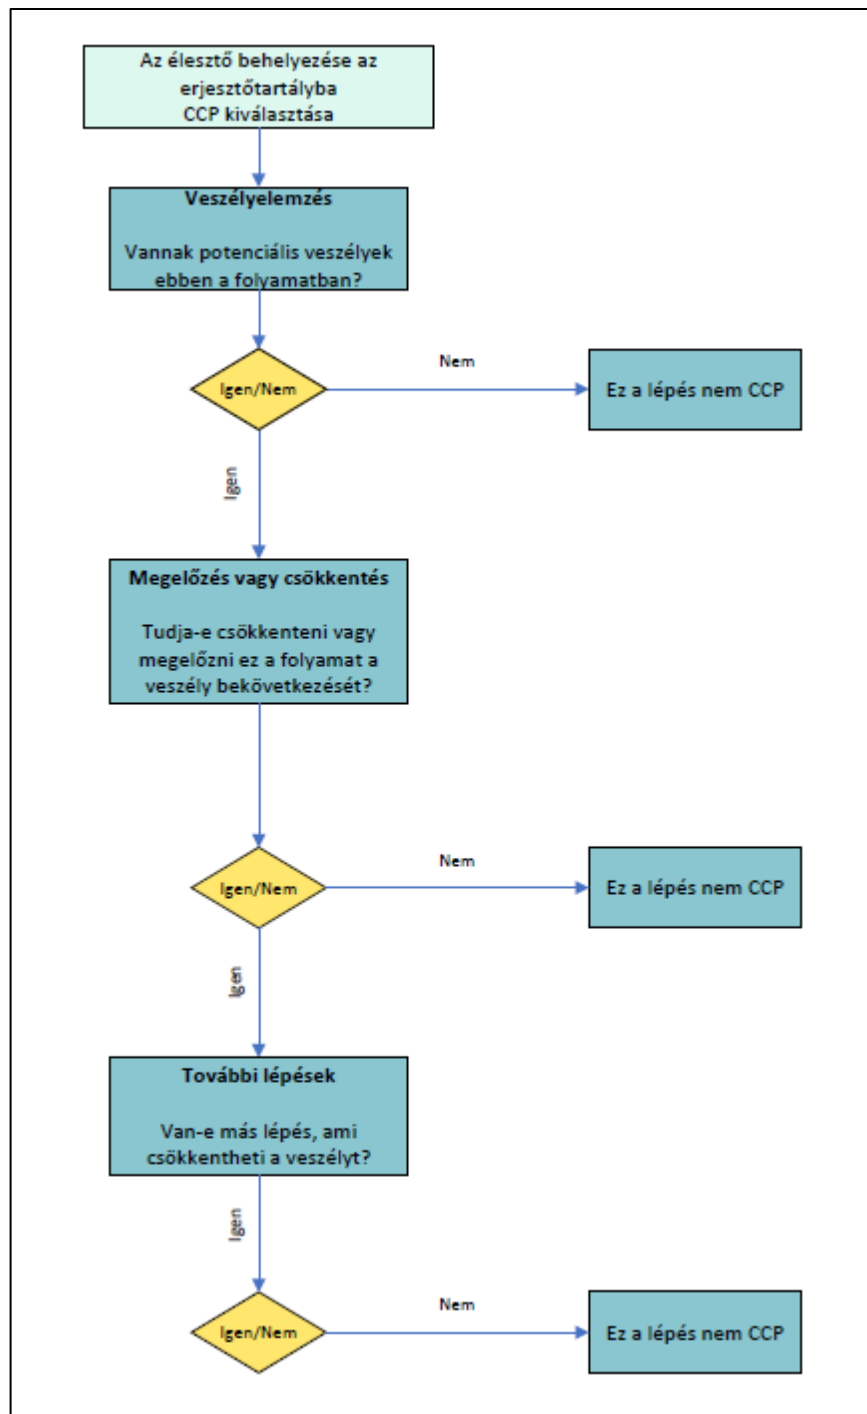 Az élesztő behelyezése az
erjesztőtartályba
CCP kiválasztása
Veszélyelemzés
Vannak potenciális veszélyek
ebben a folyamatban?
Igen/Nem
Nem
Ez a lépés nem CCP
Igen
Megelőzés vagy csökkentés
Tudja-e csökkenteni vagy
megelőzni ez a folyamat a
veszély bekövetkezését?
Igen/Nem
Nem
Ez a lépés nem CCP
Igen
További lépések
Van-e más lépés, ami
csökkentheti a veszélyt?
Igen
Igen/Nem
Nem
Ez a lépés nem CCP